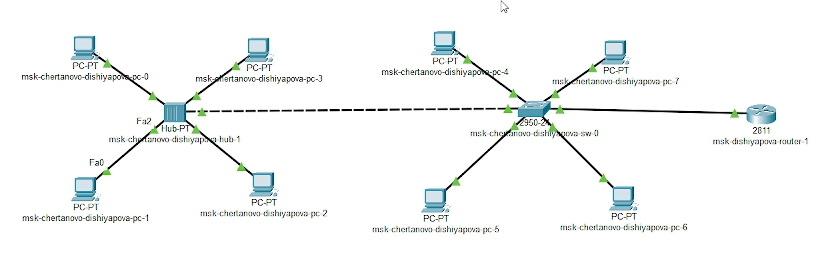 PC-PT
msk-chertanovo-dishiyapova-pc-0
PC-PT
msk-chertanovo-dishiyapova-pc-3
PC-PT
msk-chertanovo-dishiyapova-pc-4
PC-PT
msk-chertanovo-dishiyapova-pc-7
Fa2
Hub-PT
msk-chertanovo-dishiyapova-hub-1
2950-24
msk-chertanovo-dishiyapova-sw-0
2811
msk-dishiyapova-router-1
Fa0
PC-PT
msk-chertanovo-dishiyapova-pc-1
PC-PT
msk-chertanovo-dishiyapova-pc-2
PC-PT
msk-chertanovo-dishiyapova-pc-5
PC-PT
msk-chertanovo-dishiyapova-pc-6